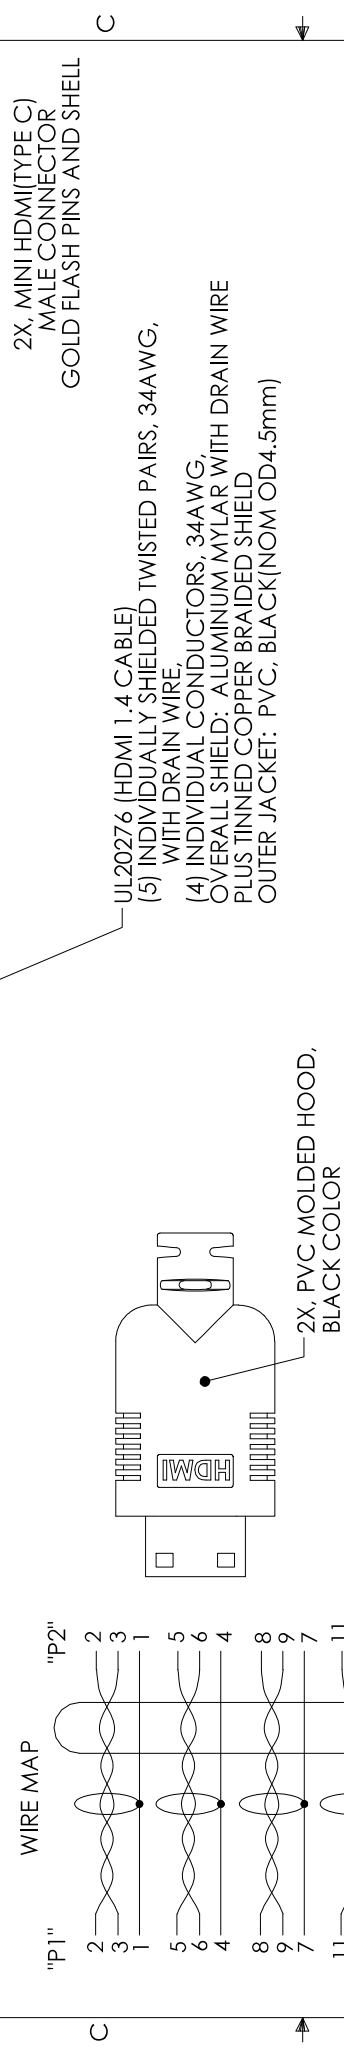 C
2X, MINI HDMI(TYPE C)
MALE CONNECTOR
GOLD FLASH PINS AND SHELL
UL20276 (HDMI 1.4 CABLE)
(5) INDIVIDUALLY SHIELDED TWISTED PAIRS, 34AWG,
WITH DRAIN WIRE,
(4) INDIVIDUAL CONDUCTORS, 34AWG,
OVERALL SHIELD: ALUMINUM MYLAR WITH DRAIN WIRE
PLUS TINNED COPPER BRAIDED SHIELD
OUTER JACKET: PVC, BLACK(NOM OD4.5mm)
2X, PVC MOLDED HOOD,
BLACK COLOR
HDMI
WIRE MAP
"P1" "P2"
2 2
3 3
1 1
5 5
6 6
4 4
8 8
9 9
7 7
11 11
C